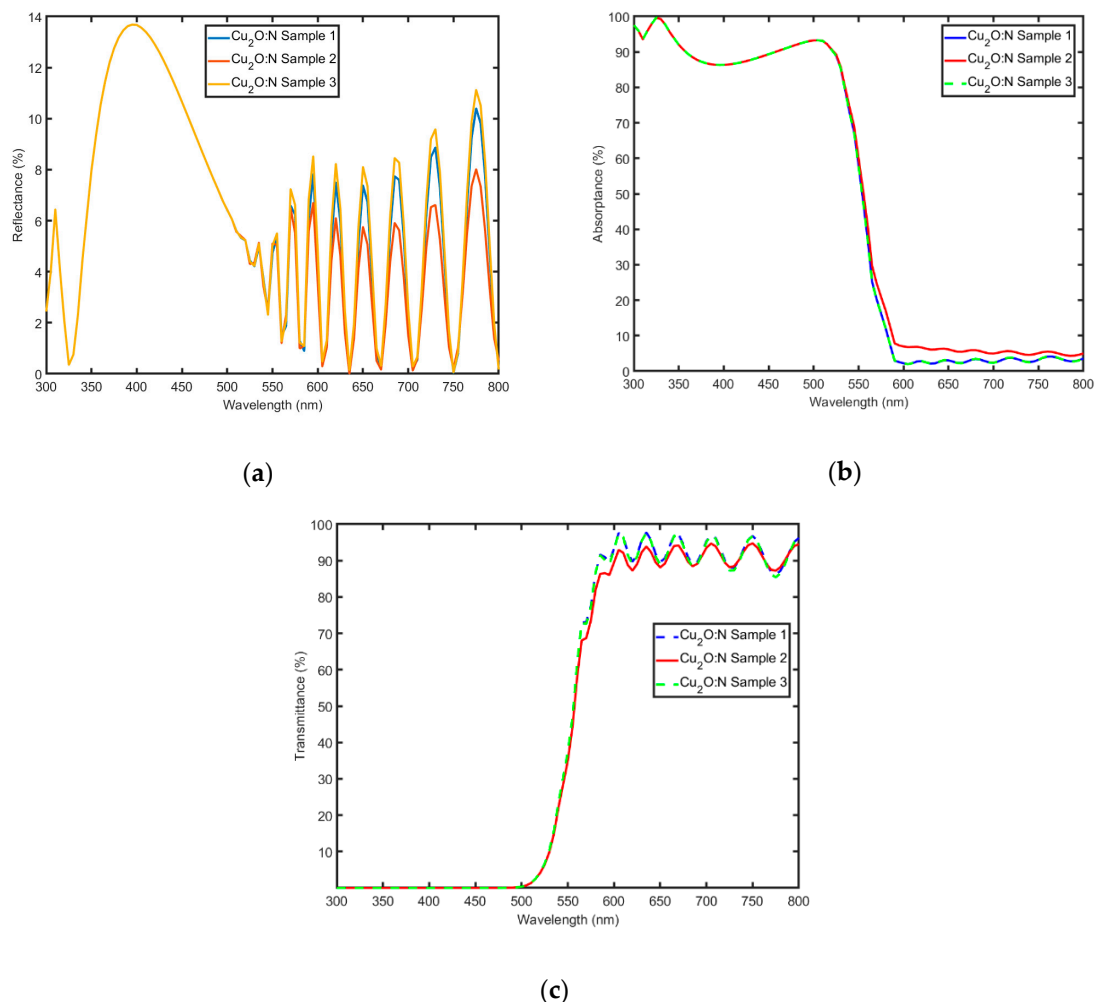 14
12
10
8
6
4
2
0
Reflectance (%)
Cu2O:N Sample 1
Cu2O:N Sample 2
Cu2O:N Sample 3
300 350 400 450 500 550 600 650 700 750 800
Wavelength (nm)
(a)
100
90
80
70
60
50
40
30
20
10
0
Absorptance (%)
Cu2O:N Sample 1
Cu2O:N Sample 2
Cu2O:N Sample 3
300 350 400 450 500 550 600 650 700 750 800
Wavelength (nm)
(b)
100
90
80
70
60
50
40
30
20
10
Transmittance (%)
Cu2O:N Sample 1
Cu2O:N Sample 2
Cu2O:N Sample 3
300 350 400 450 500 550 600 650 700 750 800
Wavelength (nm)
(c)